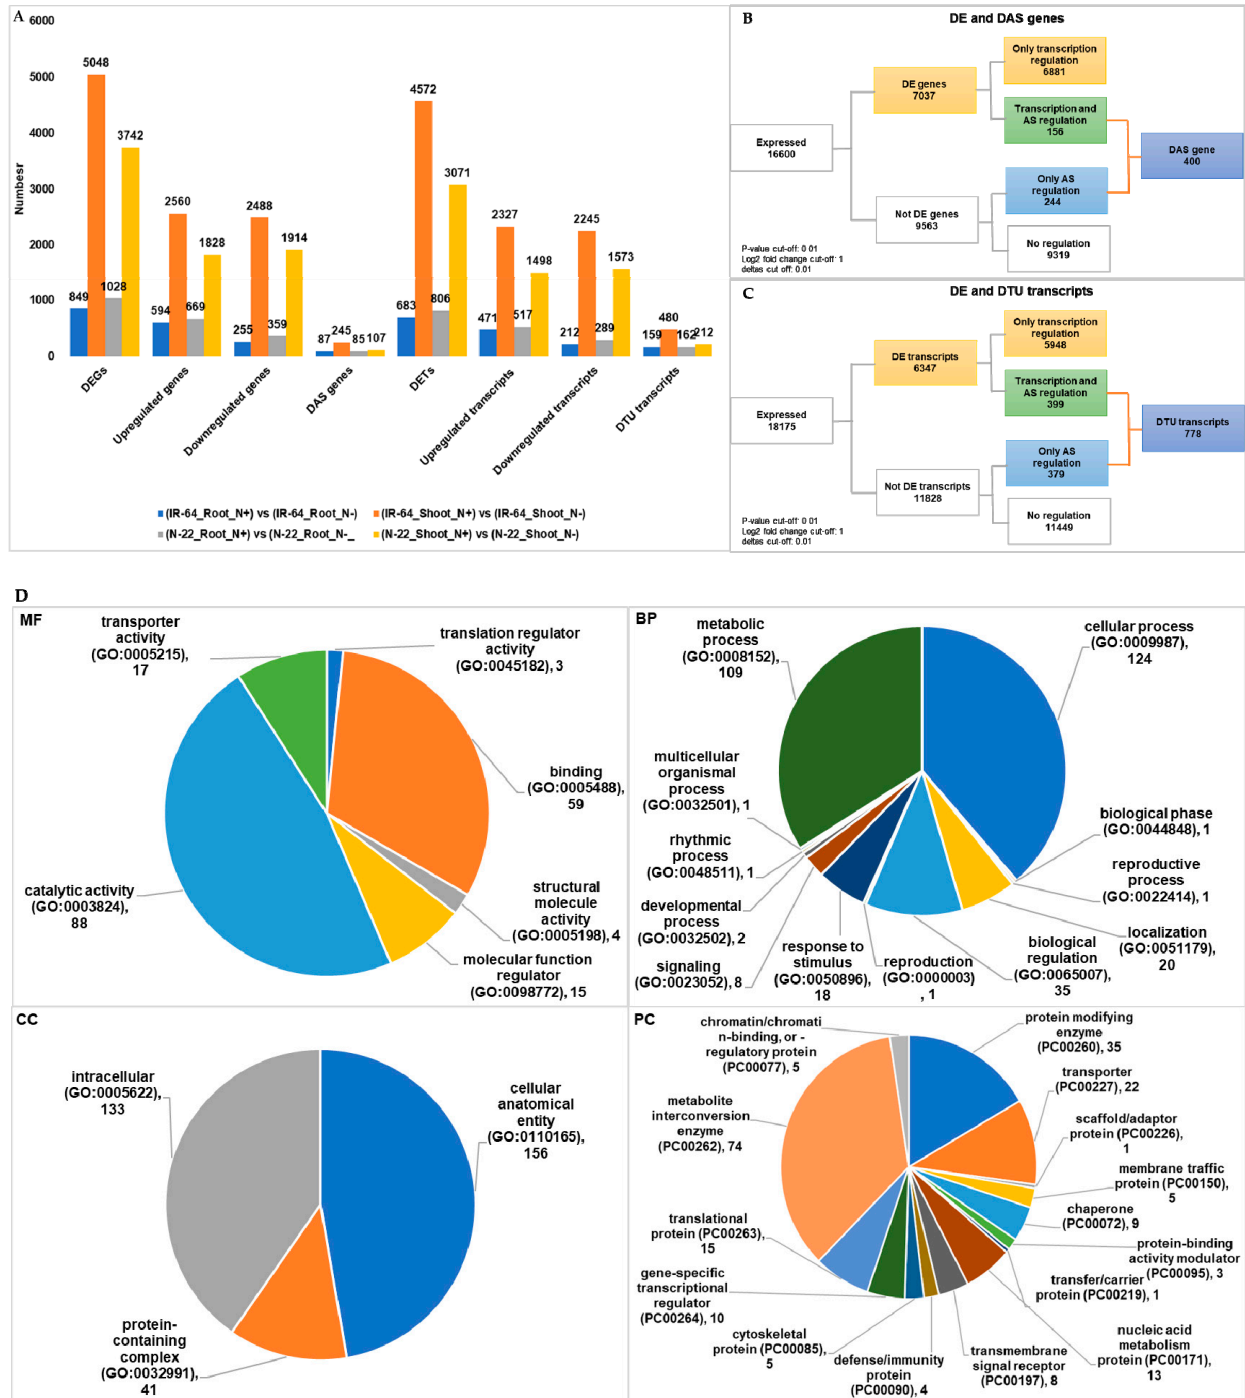 A
6000
5000
4000
3000
2000
1000
0
Numbesr
849
5048
1028
3742
594
2560
669
1828
255
2488
359
1914
87
245
85
107
683
4572
806
3071
471
2327
517
1498
212
2245
289
1573
159
480
162
212
DEGs
Upregulated genes
Downregulated genes
DAS genes
DETs
Upregulated transcripts
Downregulated transcripts
DTU transcripts
(IR-64_Root_N+) vs (IR-64_Root_N-)
(IR-64_Shoot_N+) vs (IR-64_Shoot_N-)
(N-22_Root_N+) vs (N-22_Root_N-_
(N-22_Shoot_N+) vs (N-22_Shoot_N-)
B
DE and DAS genes
Expressed
16600
DE genes
7037
Not DE genes
9563
Only transcription
regulation
6881
Transcription and
AS regulation
156
Only AS
regulation
244
No regulation
9319
DAS gene
400
P-value cut-off: 0.01
Log2 fold change cut-off: 1
deltas cut off: 0.01
C
DE and DTU transcripts
Expressed
18175
DE transcripts
6347
Not DE transcripts
11828
Only transcription
regulation
5948
Transcription and
AS regulation
399
Only AS
regulation
379
No regulation
11449
DTU transcripts
778
P-value cut-off: 0.01
Log2 fold change cut-off: 1
deltas cut-off: 0.01
D
MF
transporter
activity
(GO:0005215),
17
translation regulator
activity
(GO:0045182), 3
binding
(GO:0005488),
59
structural
molecule
activity
(GO:0005198), 4
molecular function
regulator
(GO:0098772), 15
catalytic activity
(GO:0003824),
88
BP
metabolic
process
(GO:0008152),
109
cellular process
(GO:0009987),
124
biological phase
(GO:0044848), 1
reproductive
process
(GO:0022414), 1
localization
(GO:0051179),
20
biological
regulation
(GO:0065007),
35
reproduction
(GO:0000003)
, 1
response to
stimulus
(GO:0050896),
18
signaling
(GO:0023052), 8
developmental
process
(GO:0032502), 2
rhythmic
process
(GO:0048511), 1
multicellular
organismal
process
(GO:0032501), 1
CC
intracellular
(GO:0005622),
133
cellular
anatomical
entity
(GO:0110165),
156
protein-
containing
complex
(GO:0032991),
41
PC
chromatin/chromati
n-binding, or -
regulatory protein
(PC00077), 5
protein modifying
enzyme
(PC00260), 35
transporter
(PC00227), 22
scaffold/adaptor
protein (PC00226),
1
membrane traffic
protein (PC00150),
5
chaperone
(PC00072), 9
protein-binding
activity modulator
(PC00095), 3
transfer/carrier
protein (PC00219), 1
nucleic acid
metabolism
protein (PC00171),
13
transmembrane
signal receptor
(PC00197), 8
defense/immunity
protein
(PC00090), 4
cytoskeletal
protein (PC00085),
5
gene-specific
transcriptional
regulator
(PC00264), 10
translational
protein (PC00263),
15
metabolite
interconversion
enzyme
(PC00262), 74